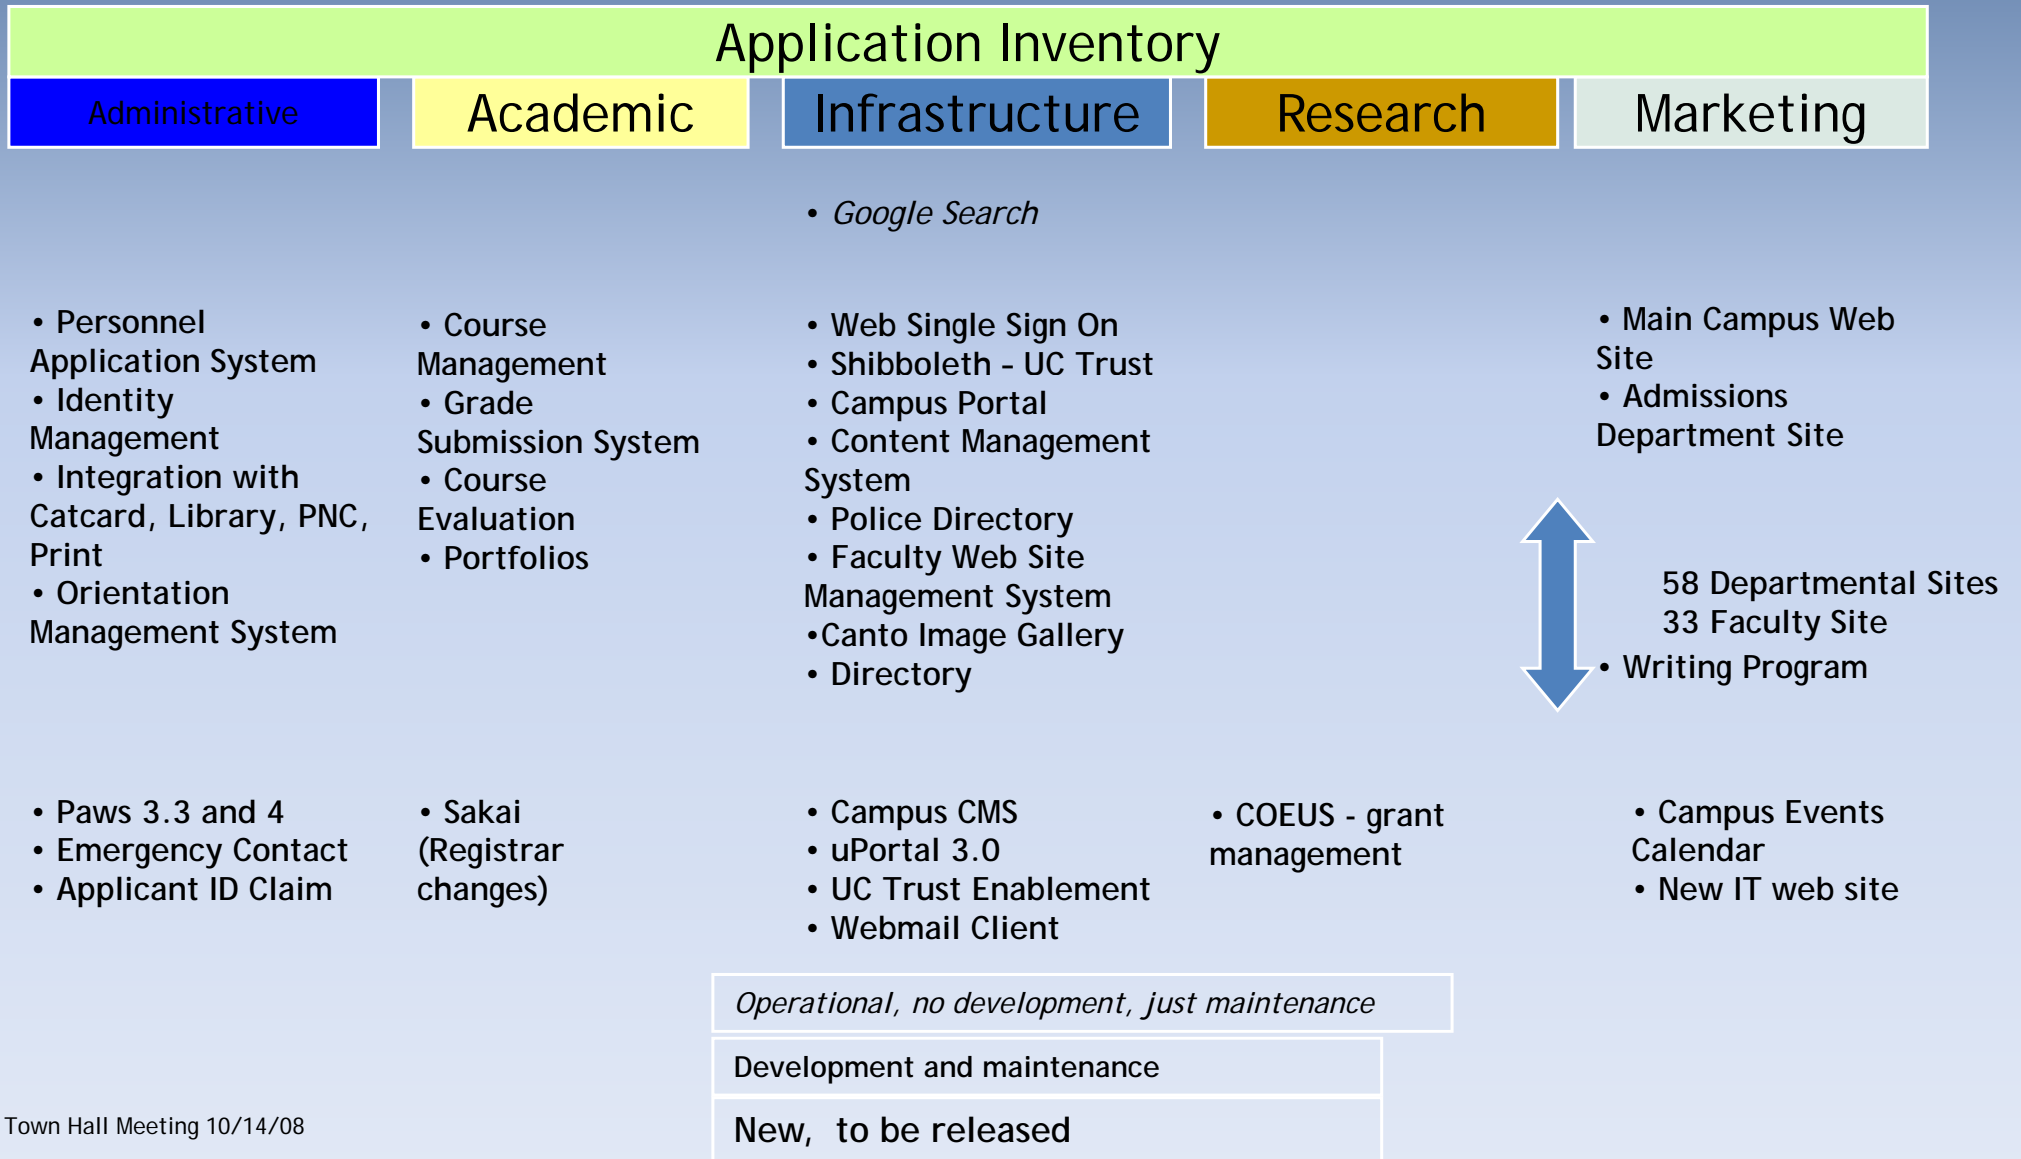 Application Inventory
Administrative
Academic
Infrastructure
Research
Marketing
• Google Search
• Personnel
Application System
• Identity
Management
• Integration with
Catcard, Library, PNC,
Print
• Orientation
Management System
• Course
Management
• Grade
Submission System
• Course
Evaluation
• Portfolios
• Web Single Sign On
• Shibboleth – UC Trust
• Campus Portal
• Content Management
System
• Police Directory
• Faculty Web Site
Management System
•Canto Image Gallery
• Directory
• Main Campus Web
Site
• Admissions
Department Site
58 Departmental Sites
33 Faculty Site
• Writing Program
• Paws 3.3 and 4
• Emergency Contact
• Applicant ID Claim
• Sakai
(Registrar
changes)
• Campus CMS
• uPortal 3.0
• UC Trust Enablement
• Webmail Client
• COEUS - grant
management
• Campus Events
Calendar
• New IT web site
Operational, no development, just maintenance
Development and maintenance
New,  to be released
Town Hall Meeting 10/14/08